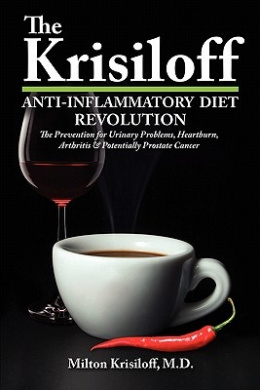 The
Krisiloff
ANTI-INFLAMMATORY DIET
REVOLUTION
The Prevention for Urinary Problems, Heartburn,
Arthritis & Potentially Prostate Cancer
Milton Krisiloff, M.D.